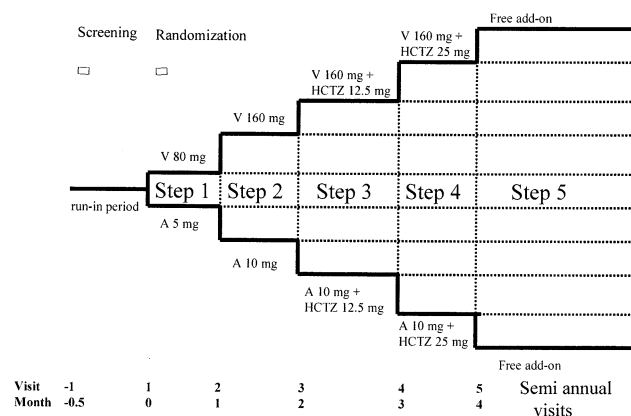 Free add-on
Screening Randomization
V 160 mg +
HCTZ 25 mg
V 160 mg +
HCTZ 12.5 mg
V 160 mg
V 80 mg
Step 1 Step 2 Step 3 Step 4 Step 5
run-in period
A 5 mg
A 10 mg
A 10 mg +
HCTZ 12.5 mg
A 10 mg +
HCTZ 25 mg
Free add-on
Visit -1 1 2 3 4 5 Semi annual
Month -0.5 0 1 2 3 4 visits